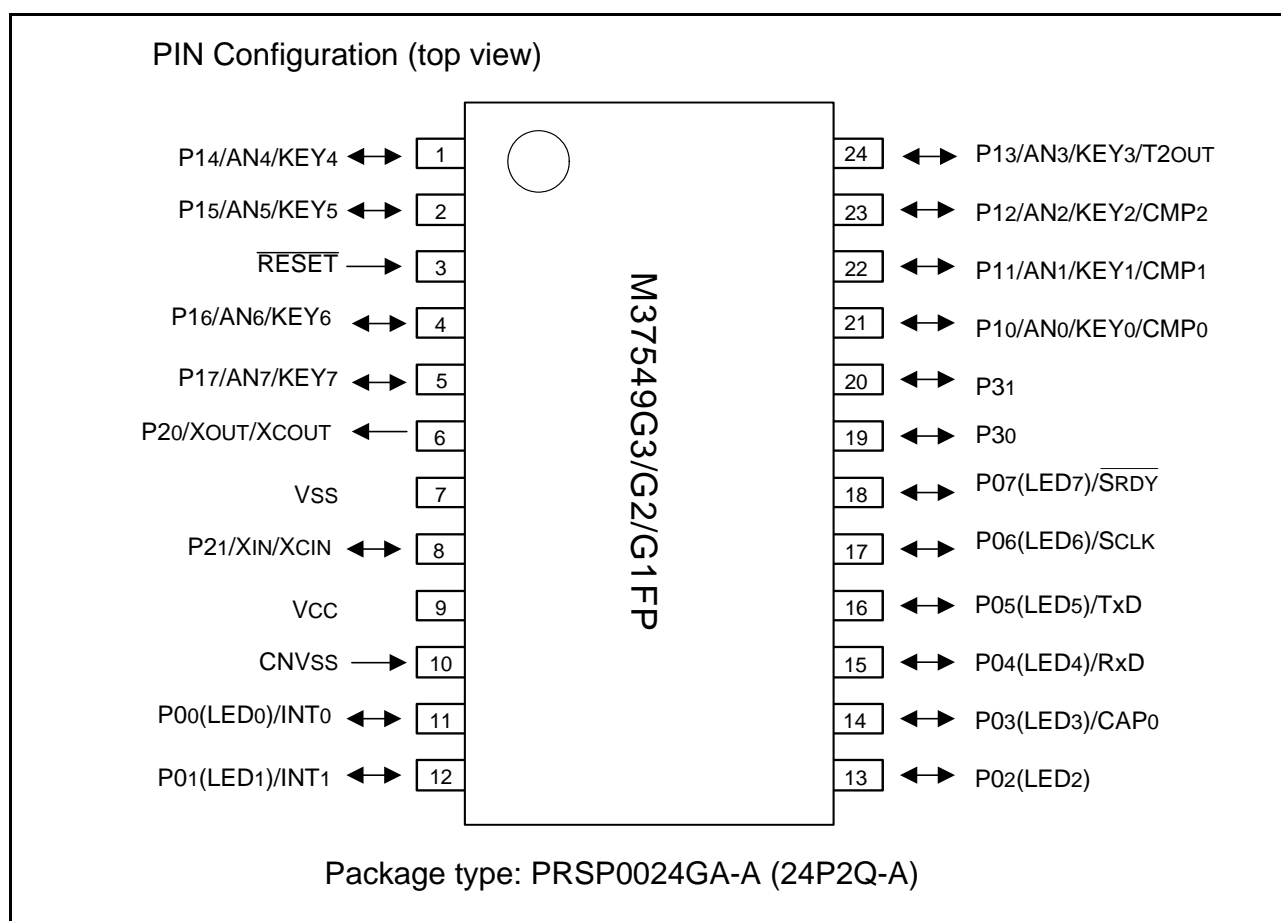 PIN Configuration (top view)
P14/AN4/KEY4
1
P15/AN5/KEY5
2
RESET
3
P16/AN6/KEY6
4
P17/AN7/KEY7
5
P20/XOUT/XCOUT
6
VSS
7
P21/XIN/XCIN
8
VCC
9
CNVSS
10
P00(LED0)/INT0
11
P01(LED1)/INT1
12
M37549G3/G2/G1FP
24
P13/AN3/KEY3/T2OUT
23
P12/AN2/KEY2/CMP2
22
P11/AN1/KEY1/CMP1
21
P10/AN0/KEY0/CMP0
20
P31
19
P30
18
P07(LED7)/SRDY
17
P06(LED6)/SCLK
16
P05(LED5)/TxD
15
P04(LED4)/RxD
14
P03(LED3)/CAP0
13
P02(LED2)
Package type: PRSP0024GA-A (24P2Q-A)